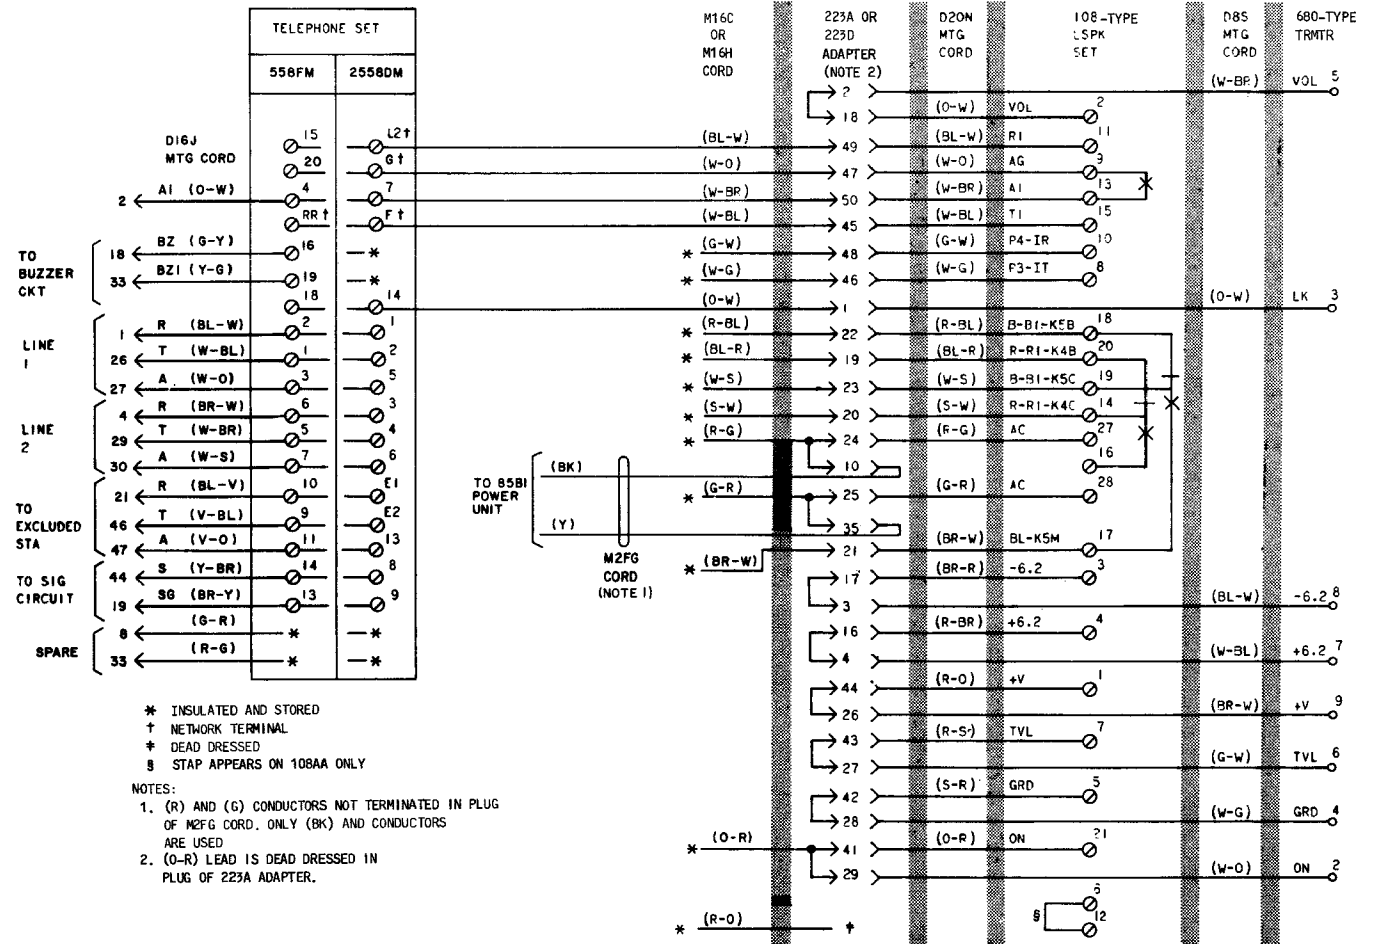 TELEPHONE SET
558FM 2558DM
M16C OR M16H CORD
223A OR 223D ADAPTER (NOTE 2)
D20N MTG CORD
108-TYPE LSPK SET
D8S MTG CORD
680-TYPE TRMTR
2 (W-BR) VOL 5
18 (O-W) VOL 2
D16J MTG CORD
15 L2† (BL-W) 49 (BL-W) R1 11
20 G† (W-O) 47 (W-O) AG 9
2 A1 (O-W) 4 7 (W-BR) 50 (W-BR) A1 13
RR† F† (W-BL) 45 (W-BL) T1 15
TO BUZZER CKT
18 BZ (G-Y) 16 * * (G-W) 48 (G-W) P4-1R 10
33 BZ1 (Y-G) 19 * * (W-G) 46 (W-G) P3-1T 8
18 14 (O-W) 1 (O-W) LK 3
LINE 1
1 R (BL-W) 2 1 * (R-BL) 22 (R-BL) B-B1-K5B 18
26 T (W-BL) 1 2 * (BL-R) 19 (BL-R) R-R1-K4B 20
27 A (W-O) 3 5 * (W-S) 23 (W-S) B-B1-K5C 19
LINE 2
4 R (BR-W) 6 3 * (S-W) 20 (S-W) R-R1-K4C 14
29 T (W-BR) 5 4 * (R-G) 24 (R-G) AC 27
30 A (W-S) 7 6 10 16
TO 85B1 POWER UNIT
(BK)
(Y)
M2FG CORD (NOTE 1)
TO EXCLUDED STA
21 R (BL-V) 10 E1 * (G-R) 25 (G-R) AC 28
46 T (V-BL) 9 E2 35
47 A (V-O) 11 13 * (BR-W) 21 (BR-W) BL-K5M 17
TO SIG CIRCUIT
44 S (Y-BR) 14 8 17 (BR-R) -6.2 3
19 SG (BR-Y) 13 9 3 (BL-W) -6.2 8
SPARE
8 (G-R) * * 16 (R-BR) +6.2 4
33 (R-G) * * 4 (W-BL) +6.2 7
44 (R-O) +V 1
26 (BR-W) +V 9
43 (R-S) TVL 7
27 (G-W) TVL 6
42 (S-R) GRD 5
28 (W-G) GRD 4
* (O-R) 41 (O-R) ON 21
29 (W-O) ON 2
§ 6
12
* (R-O) ‡
* INSULATED AND STORED
† NETWORK TERMINAL
‡ DEAD DRESSED
§ STAP APPEARS ON 108AA ONLY
NOTES:
1. (R) AND (G) CONDUCTORS NOT TERMINATED IN PLUG
OF M2FG CORD. ONLY (BK) AND CONDUCTORS
ARE USED
2. (O-R) LEAD IS DEAD DRESSED IN
PLUG OF 223A ADAPTER.